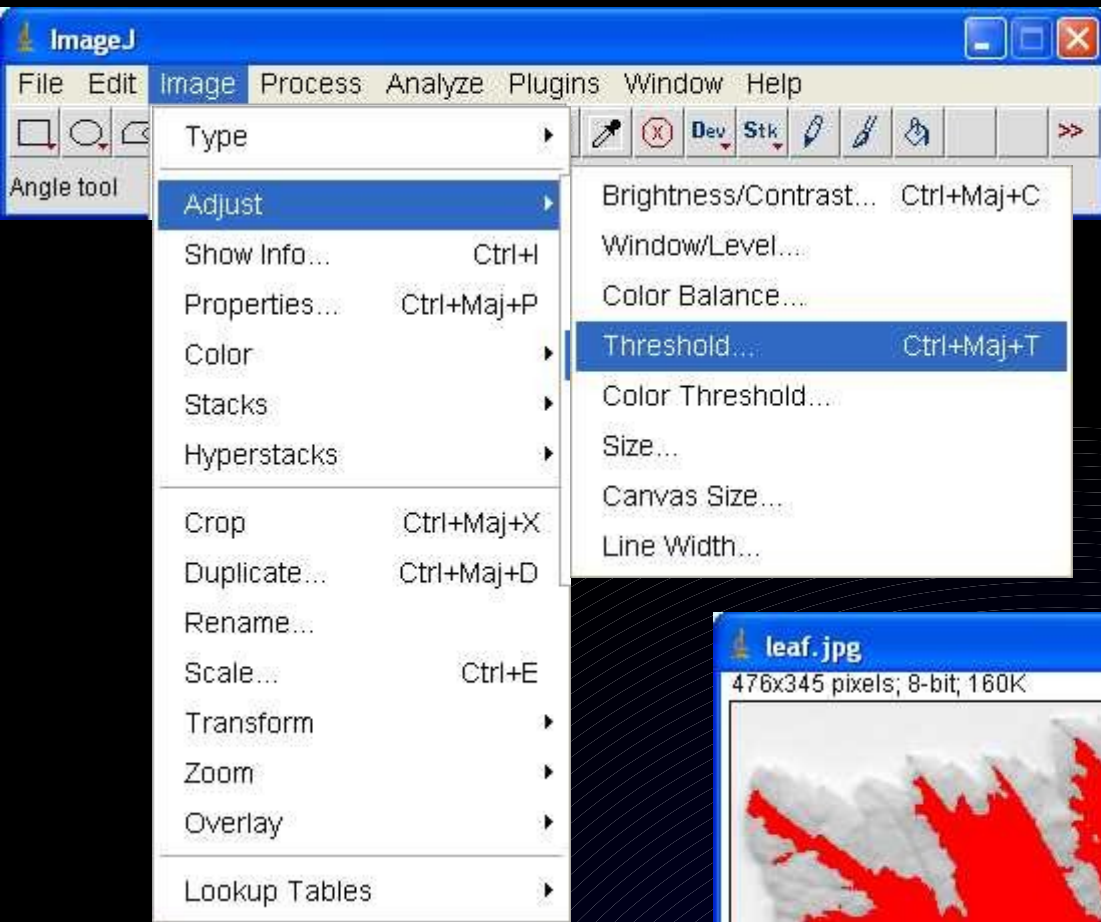 ImageJ
File Edit Image Process Analyze Plugins Window Help
Dev Stk >>
Angle tool
Type
Adjust
Show Info... Ctrl+I
Properties... Ctrl+Maj+P
Color
Stacks
Hyperstacks
Crop Ctrl+Maj+X
Duplicate... Ctrl+Maj+D
Rename...
Scale... Ctrl+E
Transform
Zoom
Overlay
Lookup Tables
Brightness/Contrast... Ctrl+Maj+C
Window/Level...
Color Balance...
Threshold... Ctrl+Maj+T
Color Threshold...
Size...
Canvas Size...
Line Width...
leaf.jpg
476x345 pixels; 8-bit; 160K